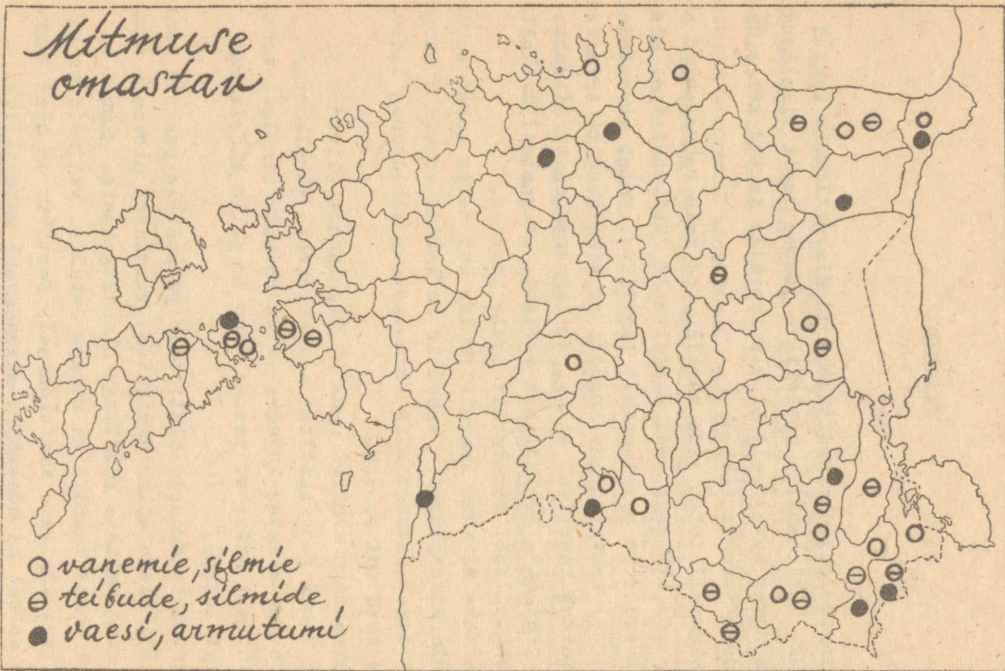 Mitmuse
omastav
vanemie, silmie
teibude, silmide
vaesi, armutumi